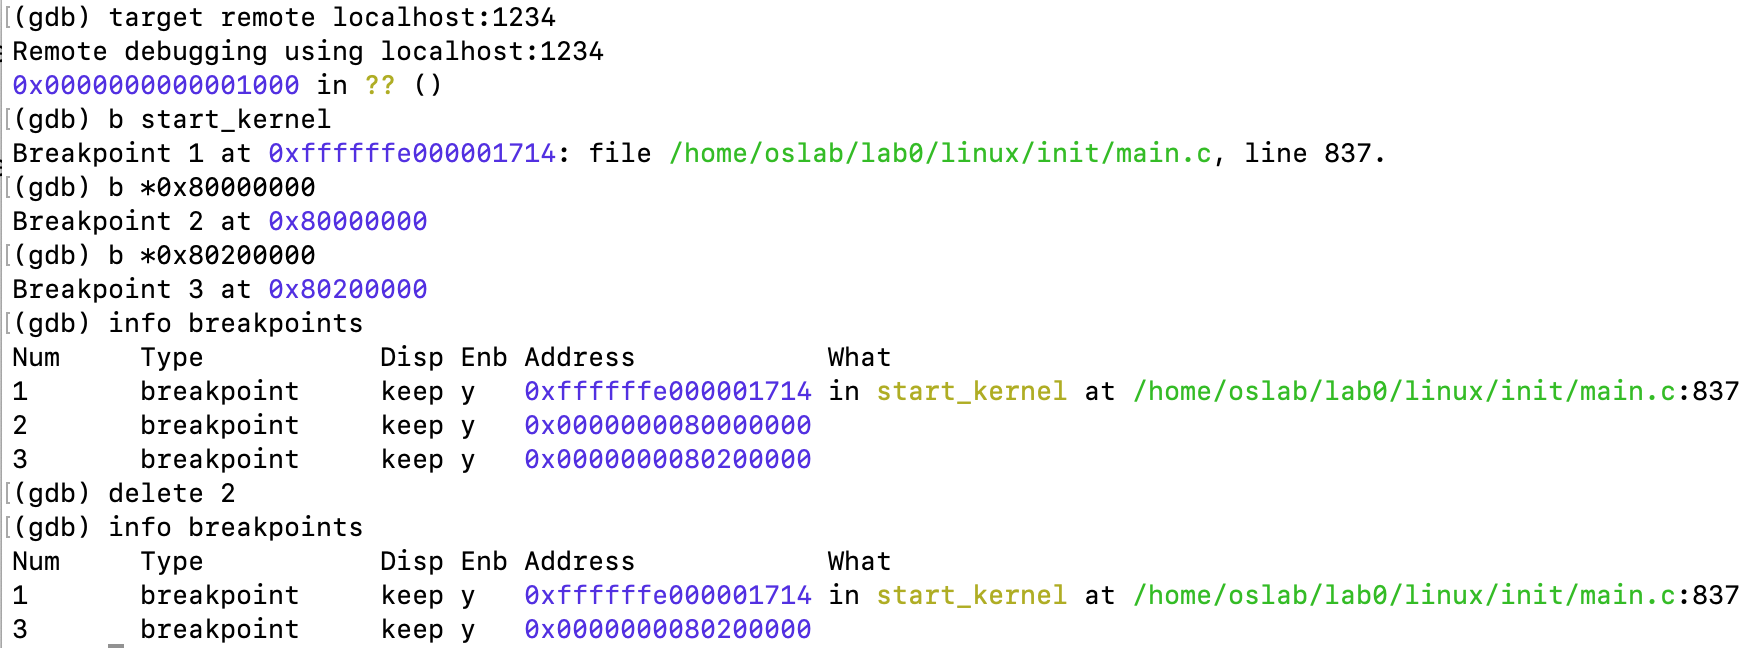 (gdb) target remote localhost:1234
Remote debugging using localhost:1234
0x0000000000001000 in ?? ()
(gdb) b start_kernel
Breakpoint 1 at 0xffffffe000001714: file /home/oslab/lab0/linux/init/main.c, line 837.
(gdb) b *0x80000000
Breakpoint 2 at 0x80000000
(gdb) b *0x80200000
Breakpoint 3 at 0x80200000
(gdb) info breakpoints
Num     Type           Disp Enb Address            What
1       breakpoint     keep y   0xffffffe000001714 in start_kernel at /home/oslab/lab0/linux/init/main.c:837
2       breakpoint     keep y   0x0000000080000000
3       breakpoint     keep y   0x0000000080200000
(gdb) delete 2
(gdb) info breakpoints
Num     Type           Disp Enb Address            What
1       breakpoint     keep y   0xffffffe000001714 in start_kernel at /home/oslab/lab0/linux/init/main.c:837
3       breakpoint     keep y   0x0000000080200000